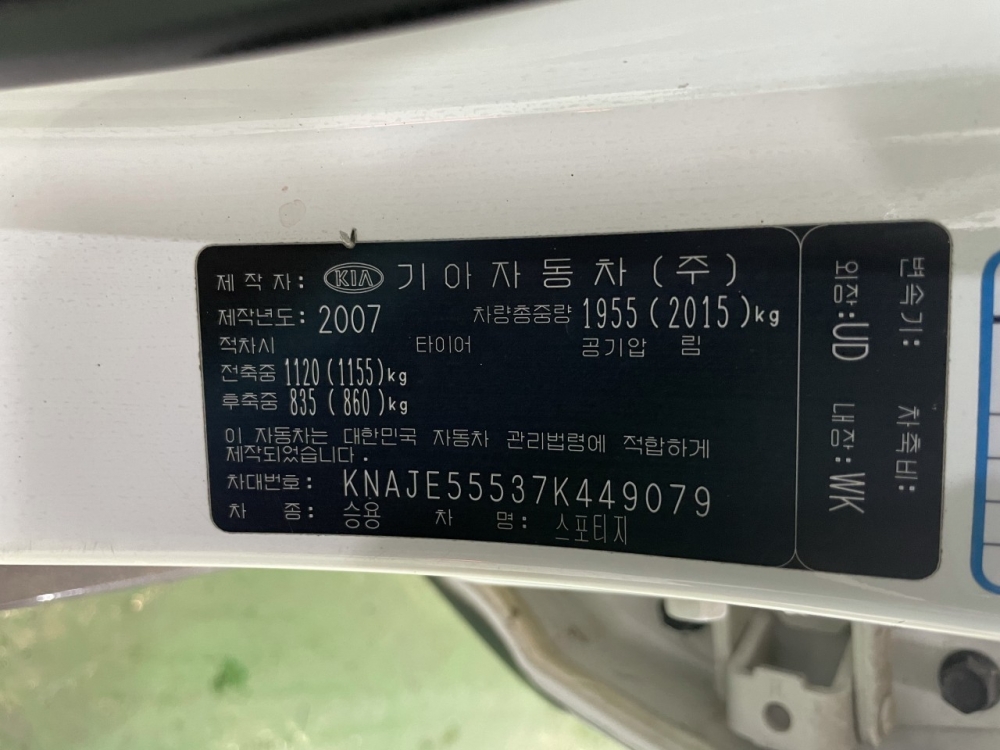 제 작 자: KIA 기아자동차(주)
제작년도: 2007 차량총중량 1955(2015)kg
적차시 타이어 공기압 림
전축중 1120(1155)kg
후축중 835(860)kg
이 자동차는 대한민국 자동차 관리법령에 적합하게
제작되었습니다.
차대번호: KNAJE55537K449079
차 종: 승용 차 명: 스포티지
변속기: 차축비:
외장:UD 내장:WK